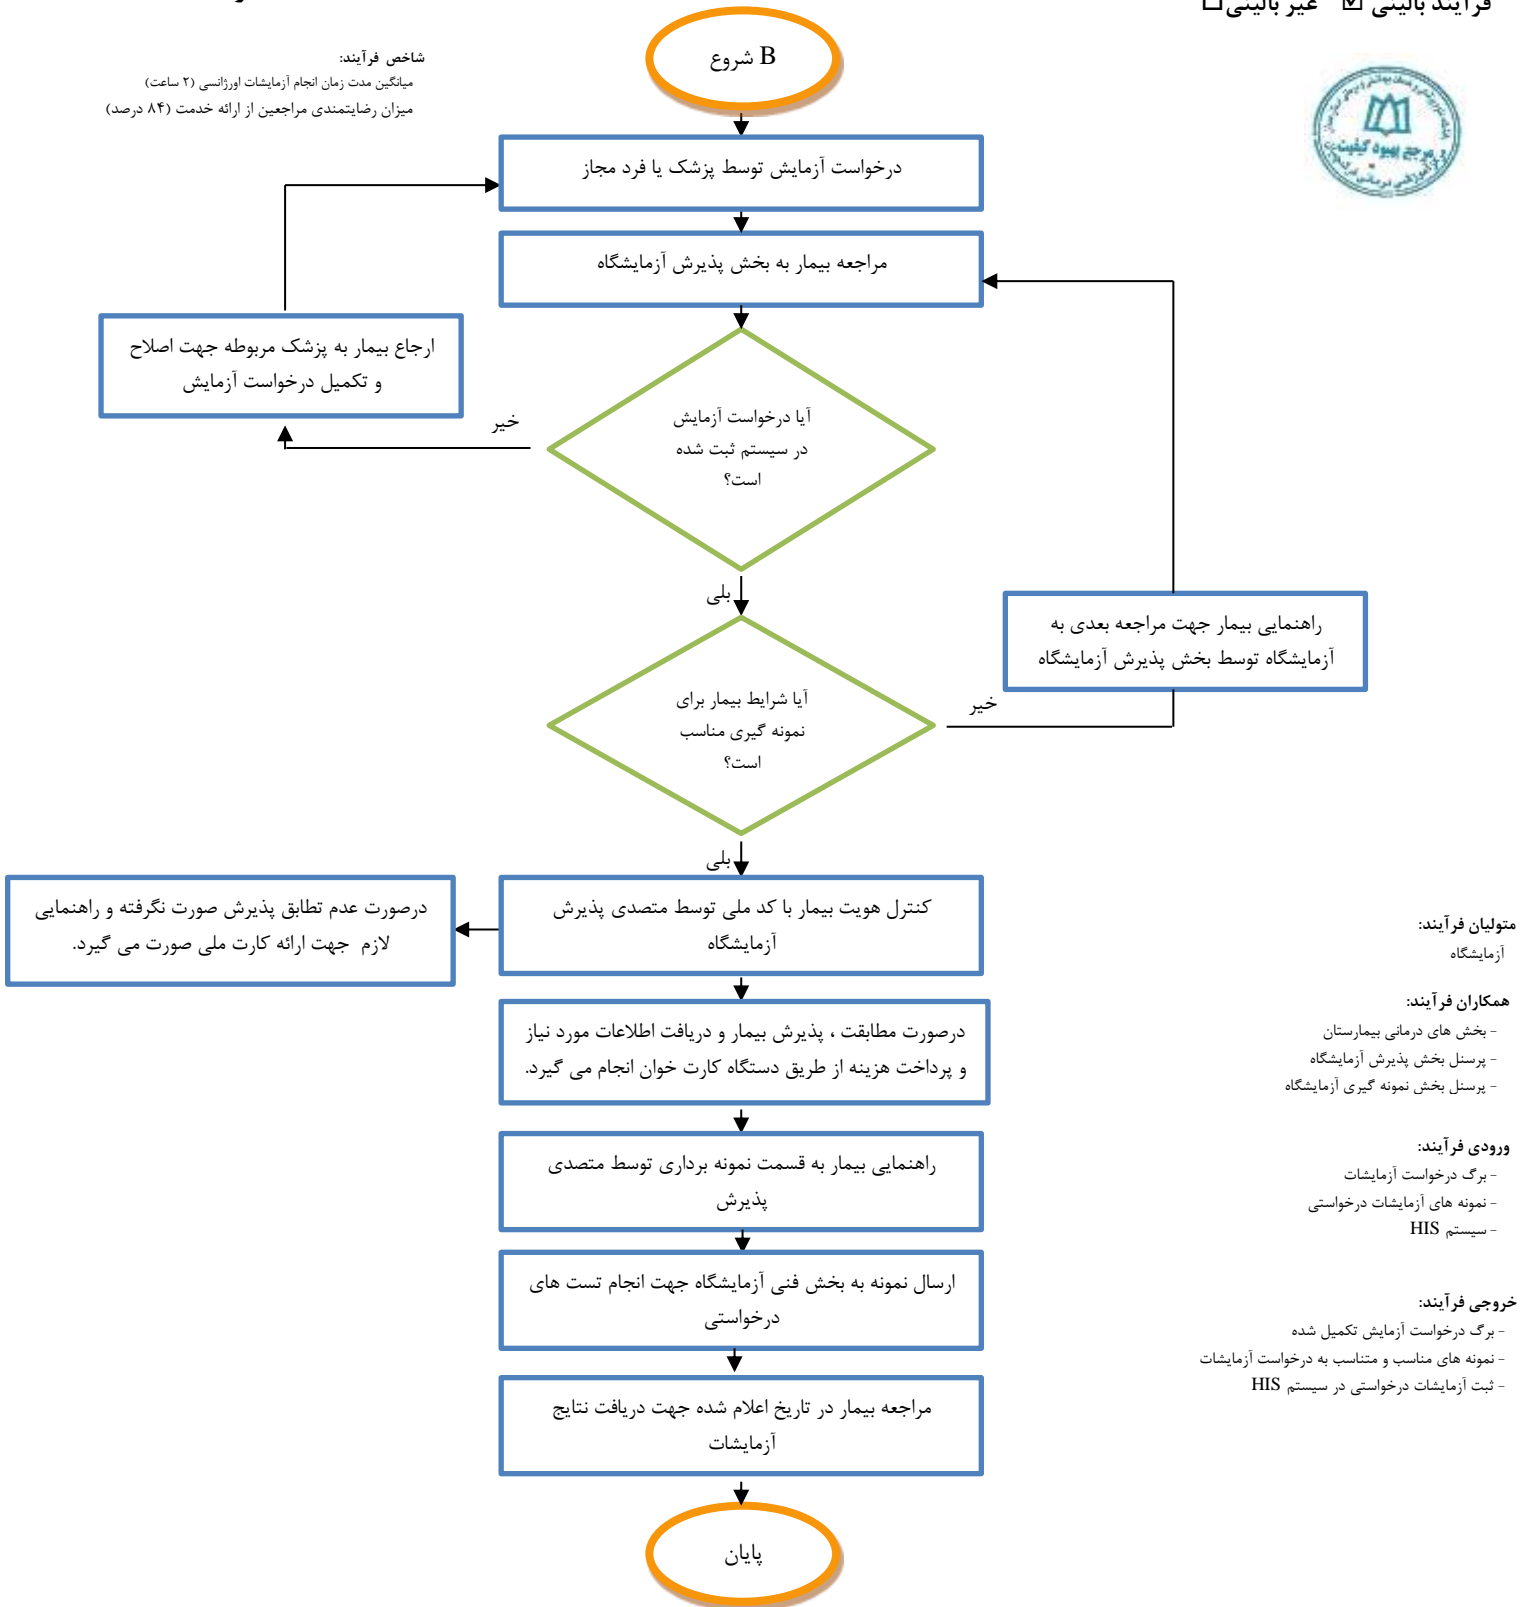 فرآیند بالینی ☑ غیر بالینی☐
شاخص فرآیند:
میانگین مدت زمان انجام آزمایشات اورژانسی (۲ ساعت)
میزان رضایتمندی مراجعین از ارائه خدمت (۸۴ درصد)
شروع B
مرجع بهبود کیفیت
درخواست آزمایش توسط پزشک یا فرد مجاز
مراجعه بیمار به بخش پذیرش آزمایشگاه
ارجاع بیمار به پزشک مربوطه جهت اصلاح
و تکمیل درخواست آزمایش
خیر
آیا درخواست آزمایش
در سیستم ثبت شده
است؟
بلی
راهنمایی بیمار جهت مراجعه بعدی به
آزمایشگاه توسط بخش پذیرش آزمایشگاه
خیر
آیا شرایط بیمار برای
نمونه گیری مناسب
است؟
بلی
کنترل هویت بیمار با کد ملی توسط متصدی پذیرش
آزمایشگاه
درصورت عدم تطابق پذیرش صورت نگرفته و راهنمایی
لازم جهت ارائه کارت ملی صورت می گیرد.
درصورت مطابقت ، پذیرش بیمار و دریافت اطلاعات مورد نیاز
و پرداخت هزینه از طریق دستگاه کارت خوان انجام می گیرد.
راهنمایی بیمار به قسمت نمونه برداری توسط متصدی
پذیرش
ارسال نمونه به بخش فنی آزمایشگاه جهت انجام تست های
درخواستی
مراجعه بیمار در تاریخ اعلام شده جهت دریافت نتایج
آزمایشات
پایان
متولیان فرآیند:
آزمایشگاه
همکاران فرآیند:
- بخش های درمانی بیمارستان
- پرسنل بخش پذیرش آزمایشگاه
- پرسنل بخش نمونه گیری آزمایشگاه
ورودی فرآیند:
- برگ درخواست آزمایشات
- نمونه های آزمایشات درخواستی
- سیستم HIS
خروجی فرآیند:
- برگ درخواست آزمایش تکمیل شده
- نمونه های مناسب و متناسب به درخواست آزمایشات
- ثبت آزمایشات درخواستی در سیستم HIS